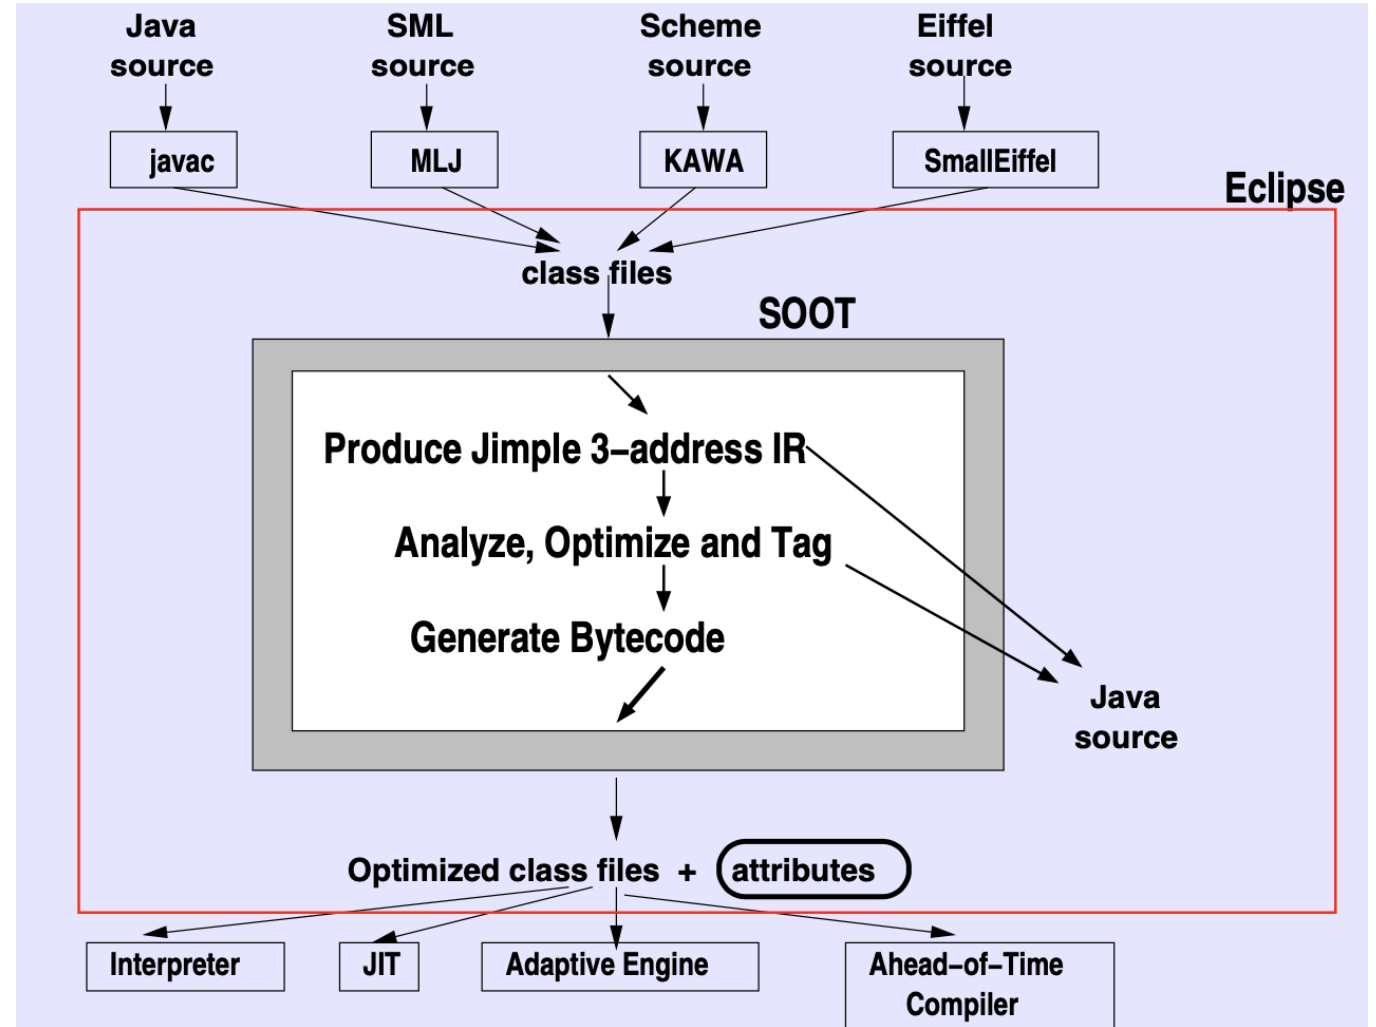 Java SML Scheme Eiffel
source source source source
javac MLJ KAWA SmallEiffel
Eclipse
class files
SOOT
Produce Jimple 3–address IR
Analyze, Optimize and Tag
Generate Bytecode
Java
source
Optimized class files + attributes
Interpreter JIT Adaptive Engine Ahead–of–Time
Compiler